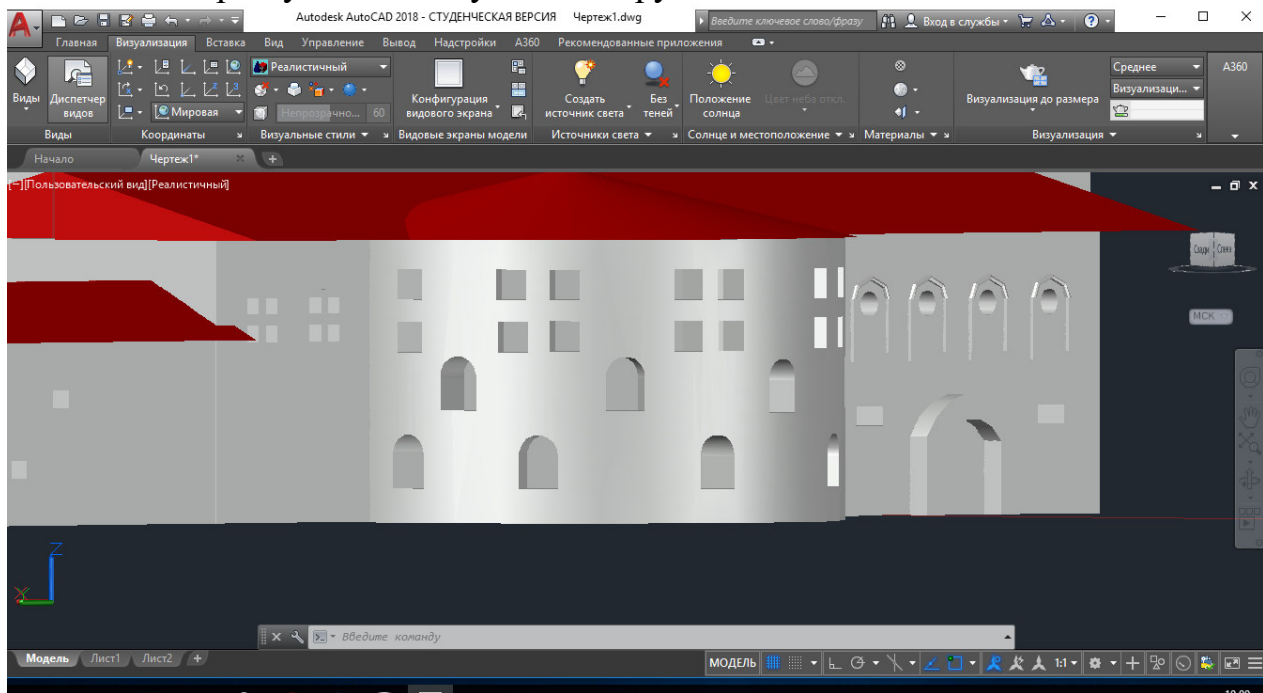 Autodesk AutoCAD 2018 - СТУДЕНЧЕСКАЯ ВЕРСИЯ Чертеж1.dwg
Введите ключевое слово/фразу
Вход в службы
Главная Визуализация Вставка Вид Управление Вывод Надстройки A360 Рекомендованные приложения
Виды
Диспетчер видов
Мировая
Реалистичный
Непрозрачно... 60
Конфигурация видового экрана
Создать источник света
Без теней
Положение солнца
Цвет неба откл.
Визуализация до размера
Среднее
Визуализаци...
A360
Виды Координаты Визуальные стили Видовые экраны модели Источники света Солнце и местоположение Материалы Визуализация
Начало Чертеж1* +
[−][Пользовательский вид][Реалистичный]
Сзади Слева
МСК
Z
X
Введите команду
Модель Лист1 Лист2 +
МОДЕЛЬ 1:1